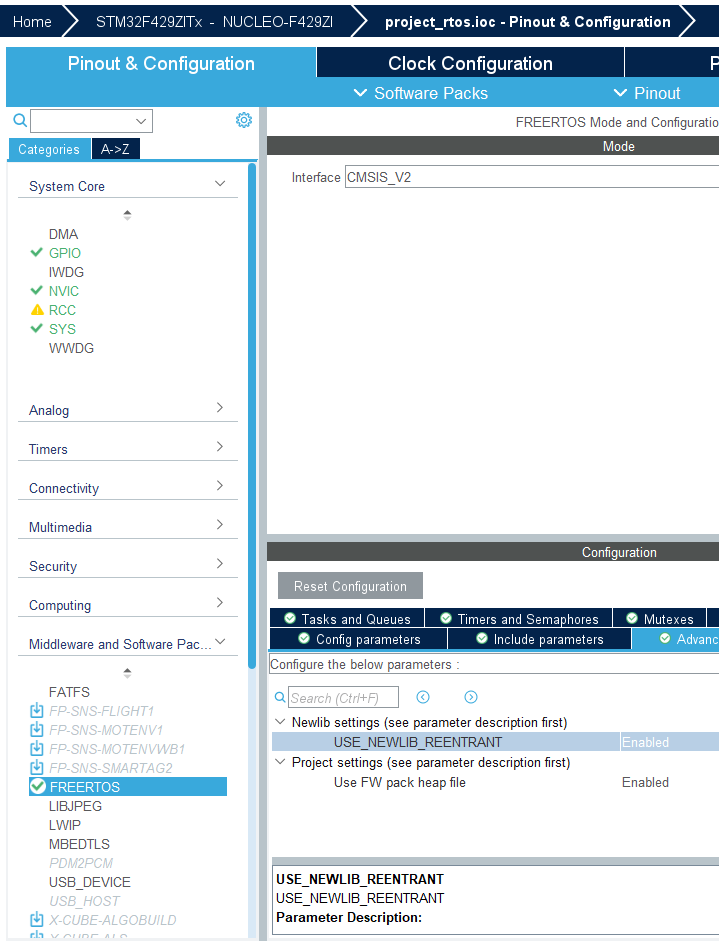 Home STM32F429ZITx - NUCLEO-F429ZI project_rtos.ioc - Pinout & Configuration
Pinout & Configuration Clock Configuration P
Software Packs Pinout
FREERTOS Mode and Configuratio
Categories A->Z
Mode
System Core
Interface CMSIS_V2
DMA
GPIO
IWDG
NVIC
RCC
SYS
WWDG
Analog
Timers
Connectivity
Multimedia
Security
Computing
Middleware and Software Pac...
FATFS
FP-SNS-FLIGHT1
FP-SNS-MOTENV1
FP-SNS-MOTENVWB1
FP-SNS-SMARTAG2
FREERTOS
LIBJPEG
LWIP
MBEDTLS
PDM2PCM
USB_DEVICE
USB_HOST
X-CUBE-ALGOBUILD
X-CUBE-ALS
Configuration
Reset Configuration
Tasks and Queues Timers and Semaphores Mutexes
Config parameters Include parameters Advanc
Configure the below parameters :
Search (Ctrl+F)
Newlib settings (see parameter description first)
USE_NEWLIB_REENTRANT Enabled
Project settings (see parameter description first)
Use FW pack heap file Enabled
USE_NEWLIB_REENTRANT
USE_NEWLIB_REENTRANT
Parameter Description: